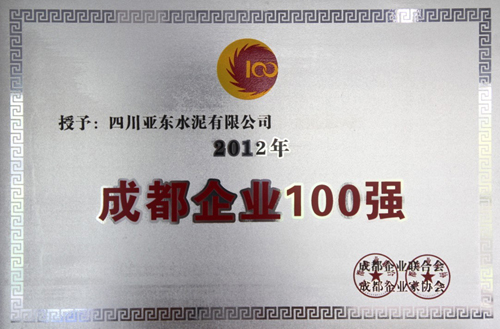 100
授予：四川亚东水泥有限公司
2012年
成都企业100强
成都企业联合会
成都企业家协会